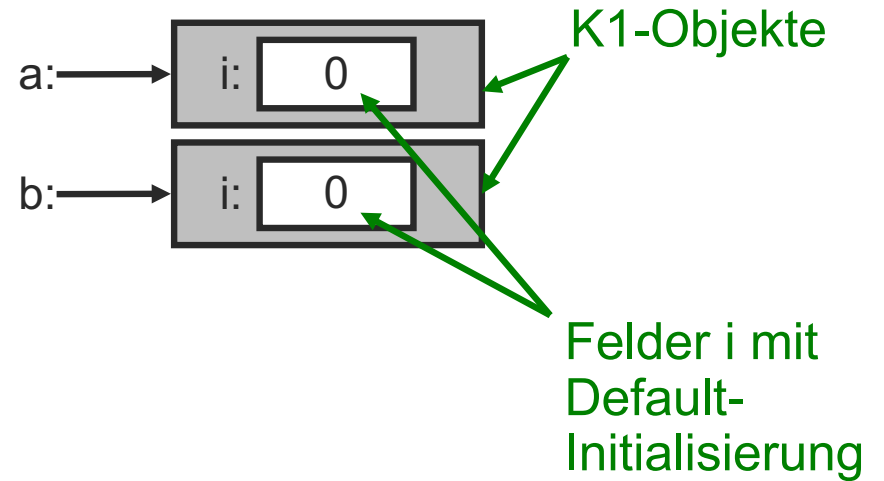 K1-Objekte
a: i: 0
b: i: 0
Felder i mit
Default-
Initialisierung